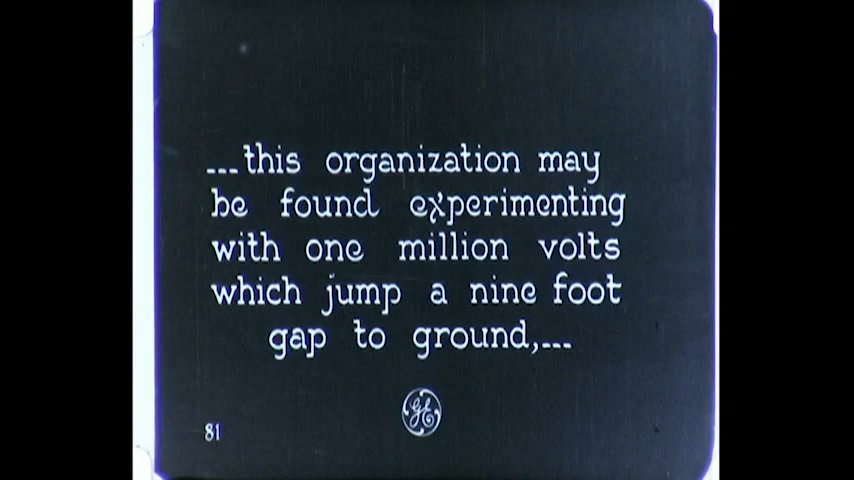 ...this organization may
be found experimenting
with one million volts
which jump a nine foot
gap to ground,...
GE
81